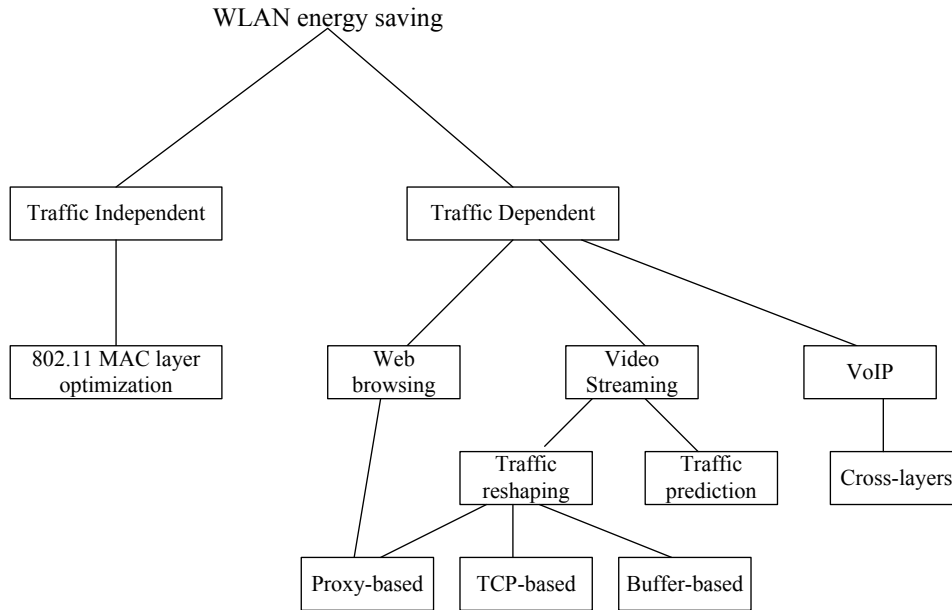 WLAN energy saving
Traffic Independent
Traffic Dependent
802.11 MAC layer
optimization
Web
browsing
Video
Streaming
VoIP
Traffic
reshaping
Traffic
prediction
Cross-layers
Proxy-based
TCP-based
Buffer-based